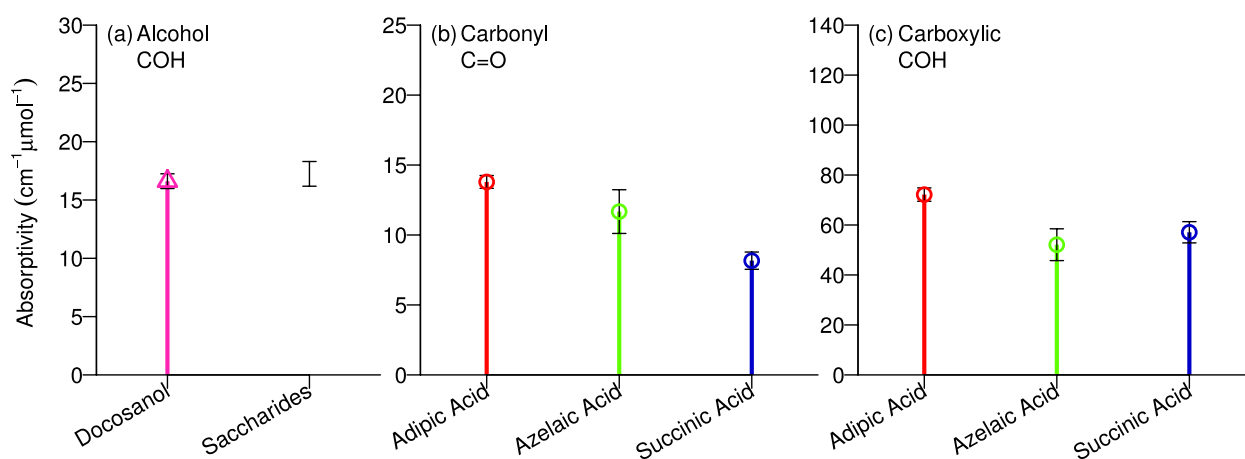 (a) Alcohol
COH
Absorptivity (cm⁻¹μmol⁻¹)
30
25
20
15
10
5
0
Docosanol
Saccharides
(b) Carbonyl
C=O
25
20
15
10
5
0
Adipic Acid
Azelaic Acid
Succinic Acid
(c) Carboxylic
COH
140
120
100
80
60
40
20
0
Adipic Acid
Azelaic Acid
Succinic Acid